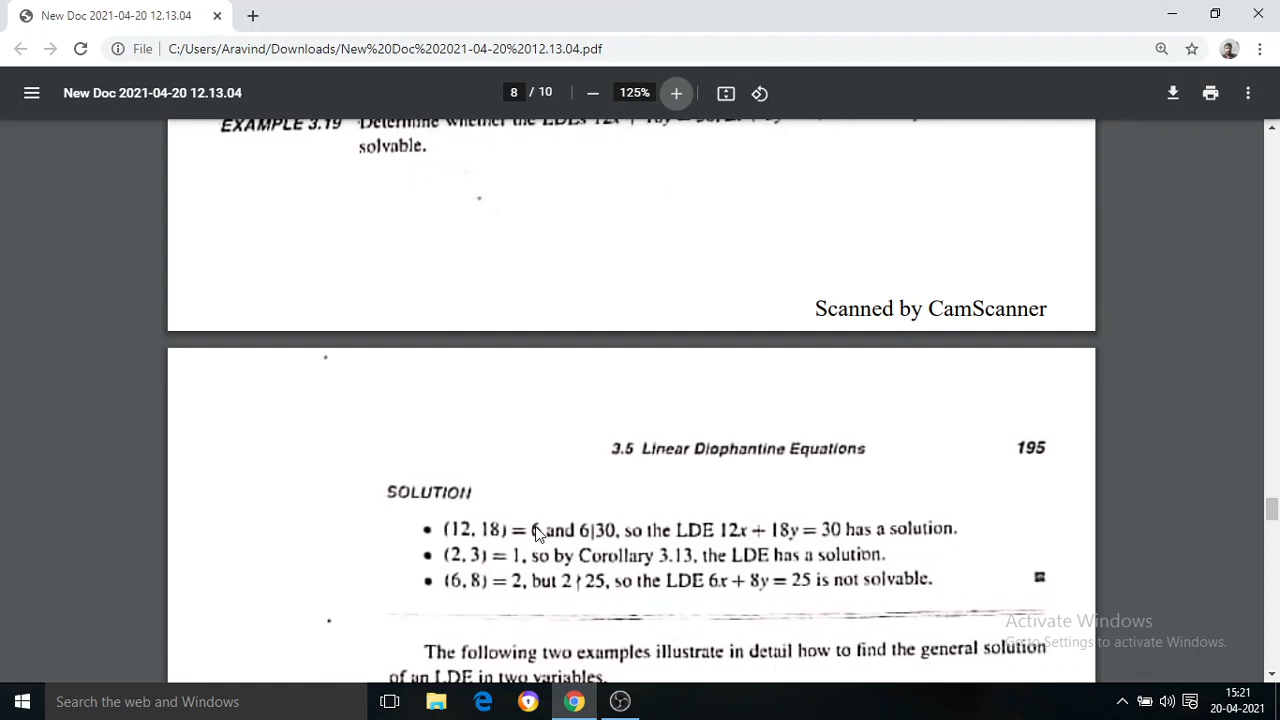 New Doc 2021-04-20 12.13.04
File C:/Users/Aravind/Downloads/New%20Doc%202021-04-20%2012.13.04.pdf
New Doc 2021-04-20 12.13.04
8 / 10
125%
EXAMPLE 3.19 Determine whether the LDEs
solvable.
Scanned by CamScanner
3.5 Linear Diophantine Equations 195
SOLUTION
• (12, 18) = 6 and 6|30, so the LDE 12x + 18y = 30 has a solution.
• (2, 3) = 1, so by Corollary 3.13, the LDE has a solution.
• (6, 8) = 2, but 2 ∤ 25, so the LDE 6x + 8y = 25 is not solvable.
The following two examples illustrate in detail how to find the general solution
of an LDE in two variables.
Activate Windows
Go to Settings to activate Windows.
Search the web and Windows
15:21
20-04-2021